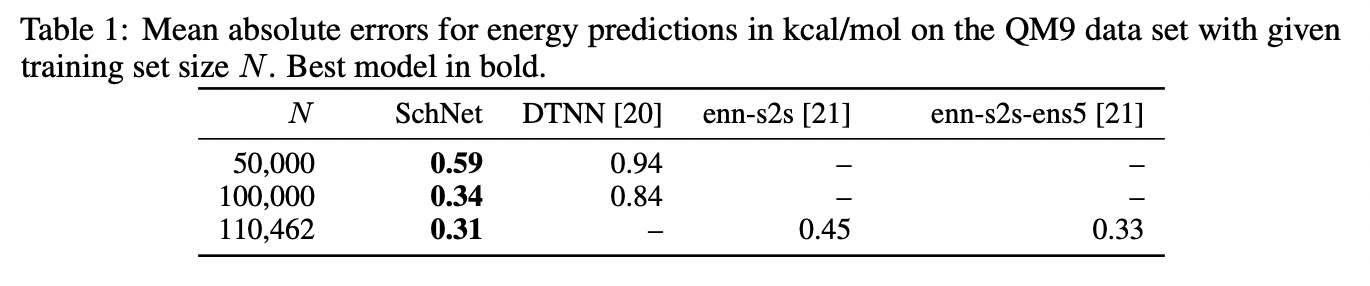 Table 1: Mean absolute errors for energy predictions in kcal/mol on the QM9 data set with given
training set size N. Best model in bold.
N SchNet DTNN [20] enn-s2s [21] enn-s2s-ens5 [21]
50,000 0.59 0.94 – –
100,000 0.34 0.84 – –
110,462 0.31 – 0.45 0.33